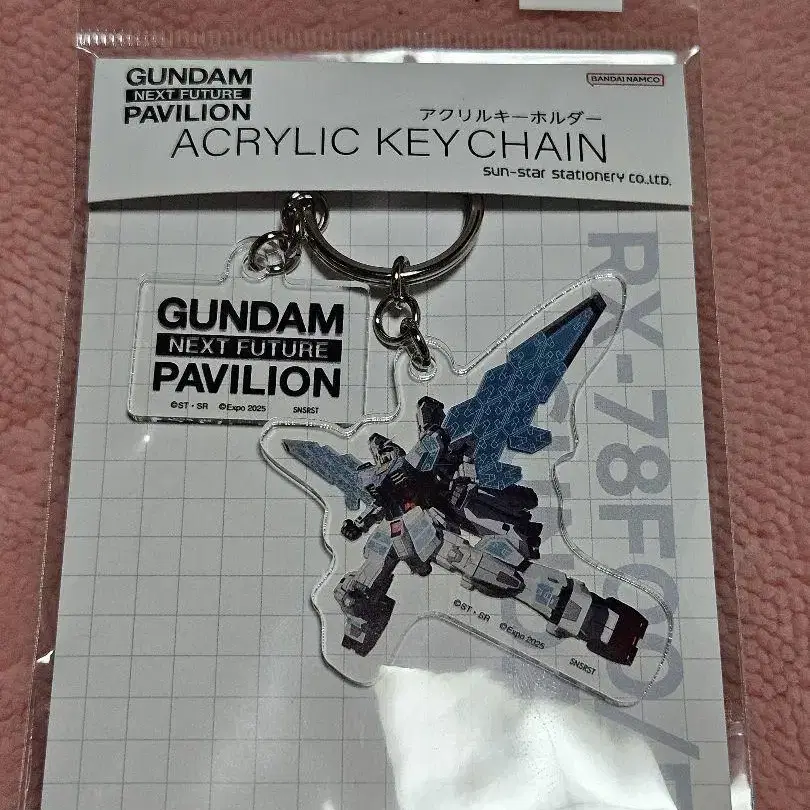 GUNDAM
NEXT FUTURE
PAVILION
BANDAI NAMCO
アクリルキーホルダー
ACRYLIC KEY CHAIN
sun-star stationery co.,ltd.
GUNDAM
NEXT FUTURE
PAVILION
©ST・SR ©Expo 2025 SNSRST
RX-78F00/
©ST・SR ©Expo 2025 SNSRST